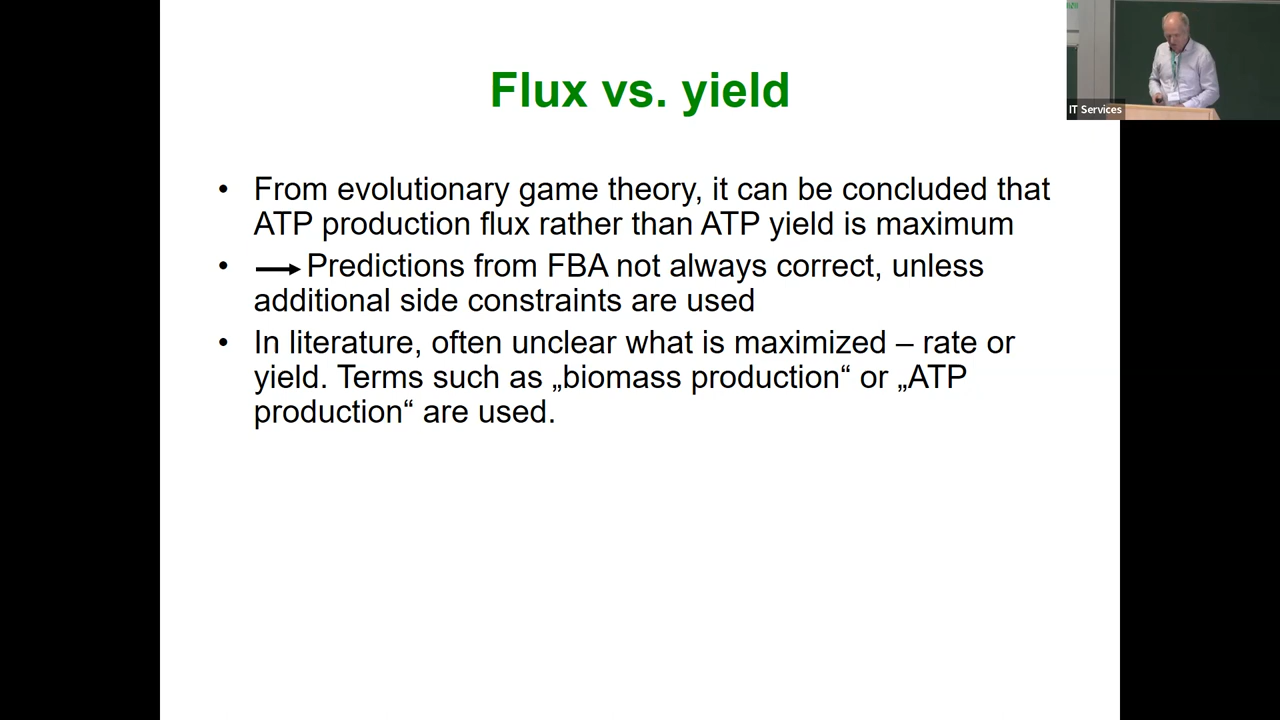 Flux vs. yield
• From evolutionary game theory, it can be concluded that
ATP production flux rather than ATP yield is maximum
• → Predictions from FBA not always correct, unless
additional side constraints are used
• In literature, often unclear what is maximized – rate or
yield. Terms such as „biomass production“ or „ATP
production“ are used.
IT Services